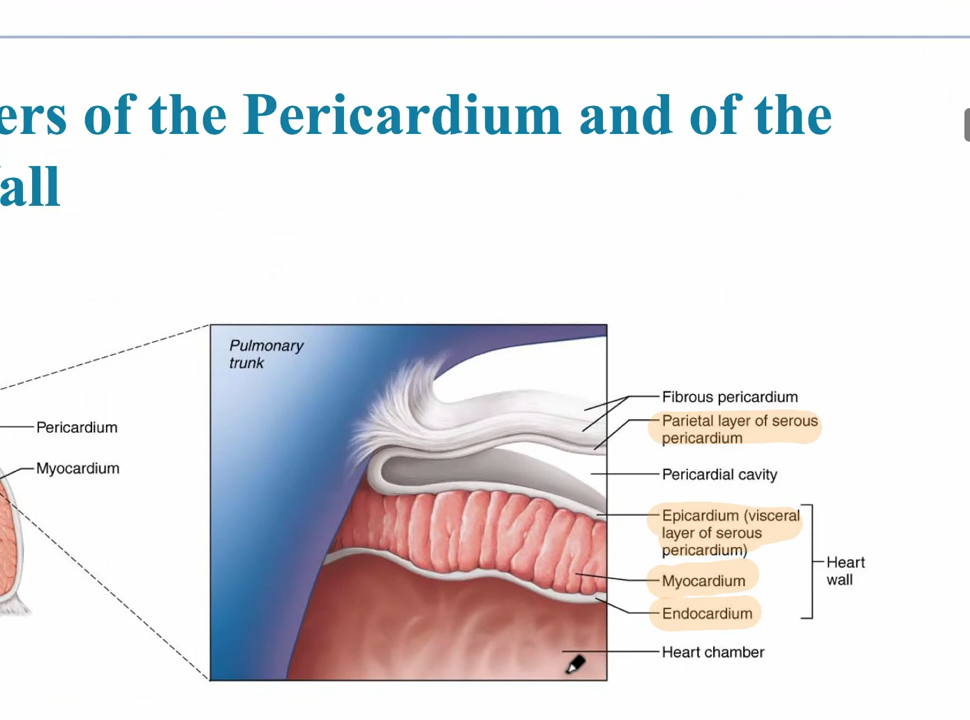 ers of the Pericardium and of the
all
Pulmonary
trunk
Pericardium
Myocardium
Fibrous pericardium
Parietal layer of serous
pericardium
Pericardial cavity
Epicardium (visceral
layer of serous
pericardium)
Myocardium
Endocardium
Heart
wall
Heart chamber